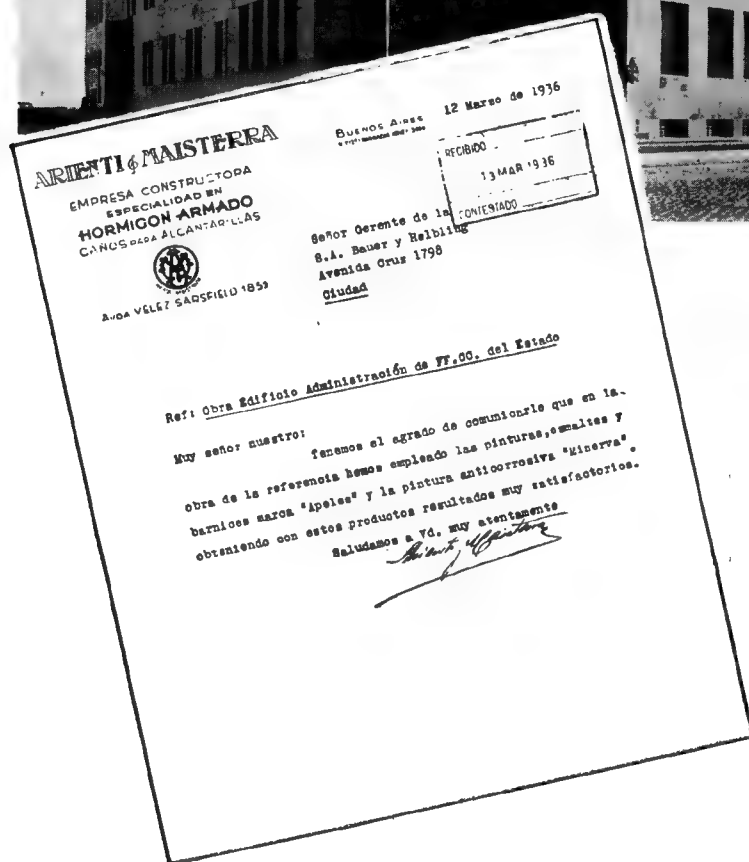 ARIENTI & MAISTERRA
EMPRESA CONSTRUCTORA
ESPECIALIDAD EN
HORMIGON ARMADO
CAÑOS PARA ALCANTARILLAS
AVDA VELEZ SARSFIELD 1853
BUENOS AIRES
12 Marzo de 1936
RECIBIDO
13 MAR 1936
CONTESTADO
Señor Gerente de la
S.A. Bauer y Helbling
Avenida Cruz 1798
Ciudad
Ref: Obra Edificio Administración de FF.CC. del Estado
Muy señor nuestro:
Tenemos el agrado de comunicarle que en la
obra de la referencia hemos empleado las pinturas, esmaltes y
barnices marca "Apeles" y la pintura anticorrosiva "Minerva"
obteniendo con estos productos resultados muy satisfactorios.
Saludamos a Vd. muy atentamente